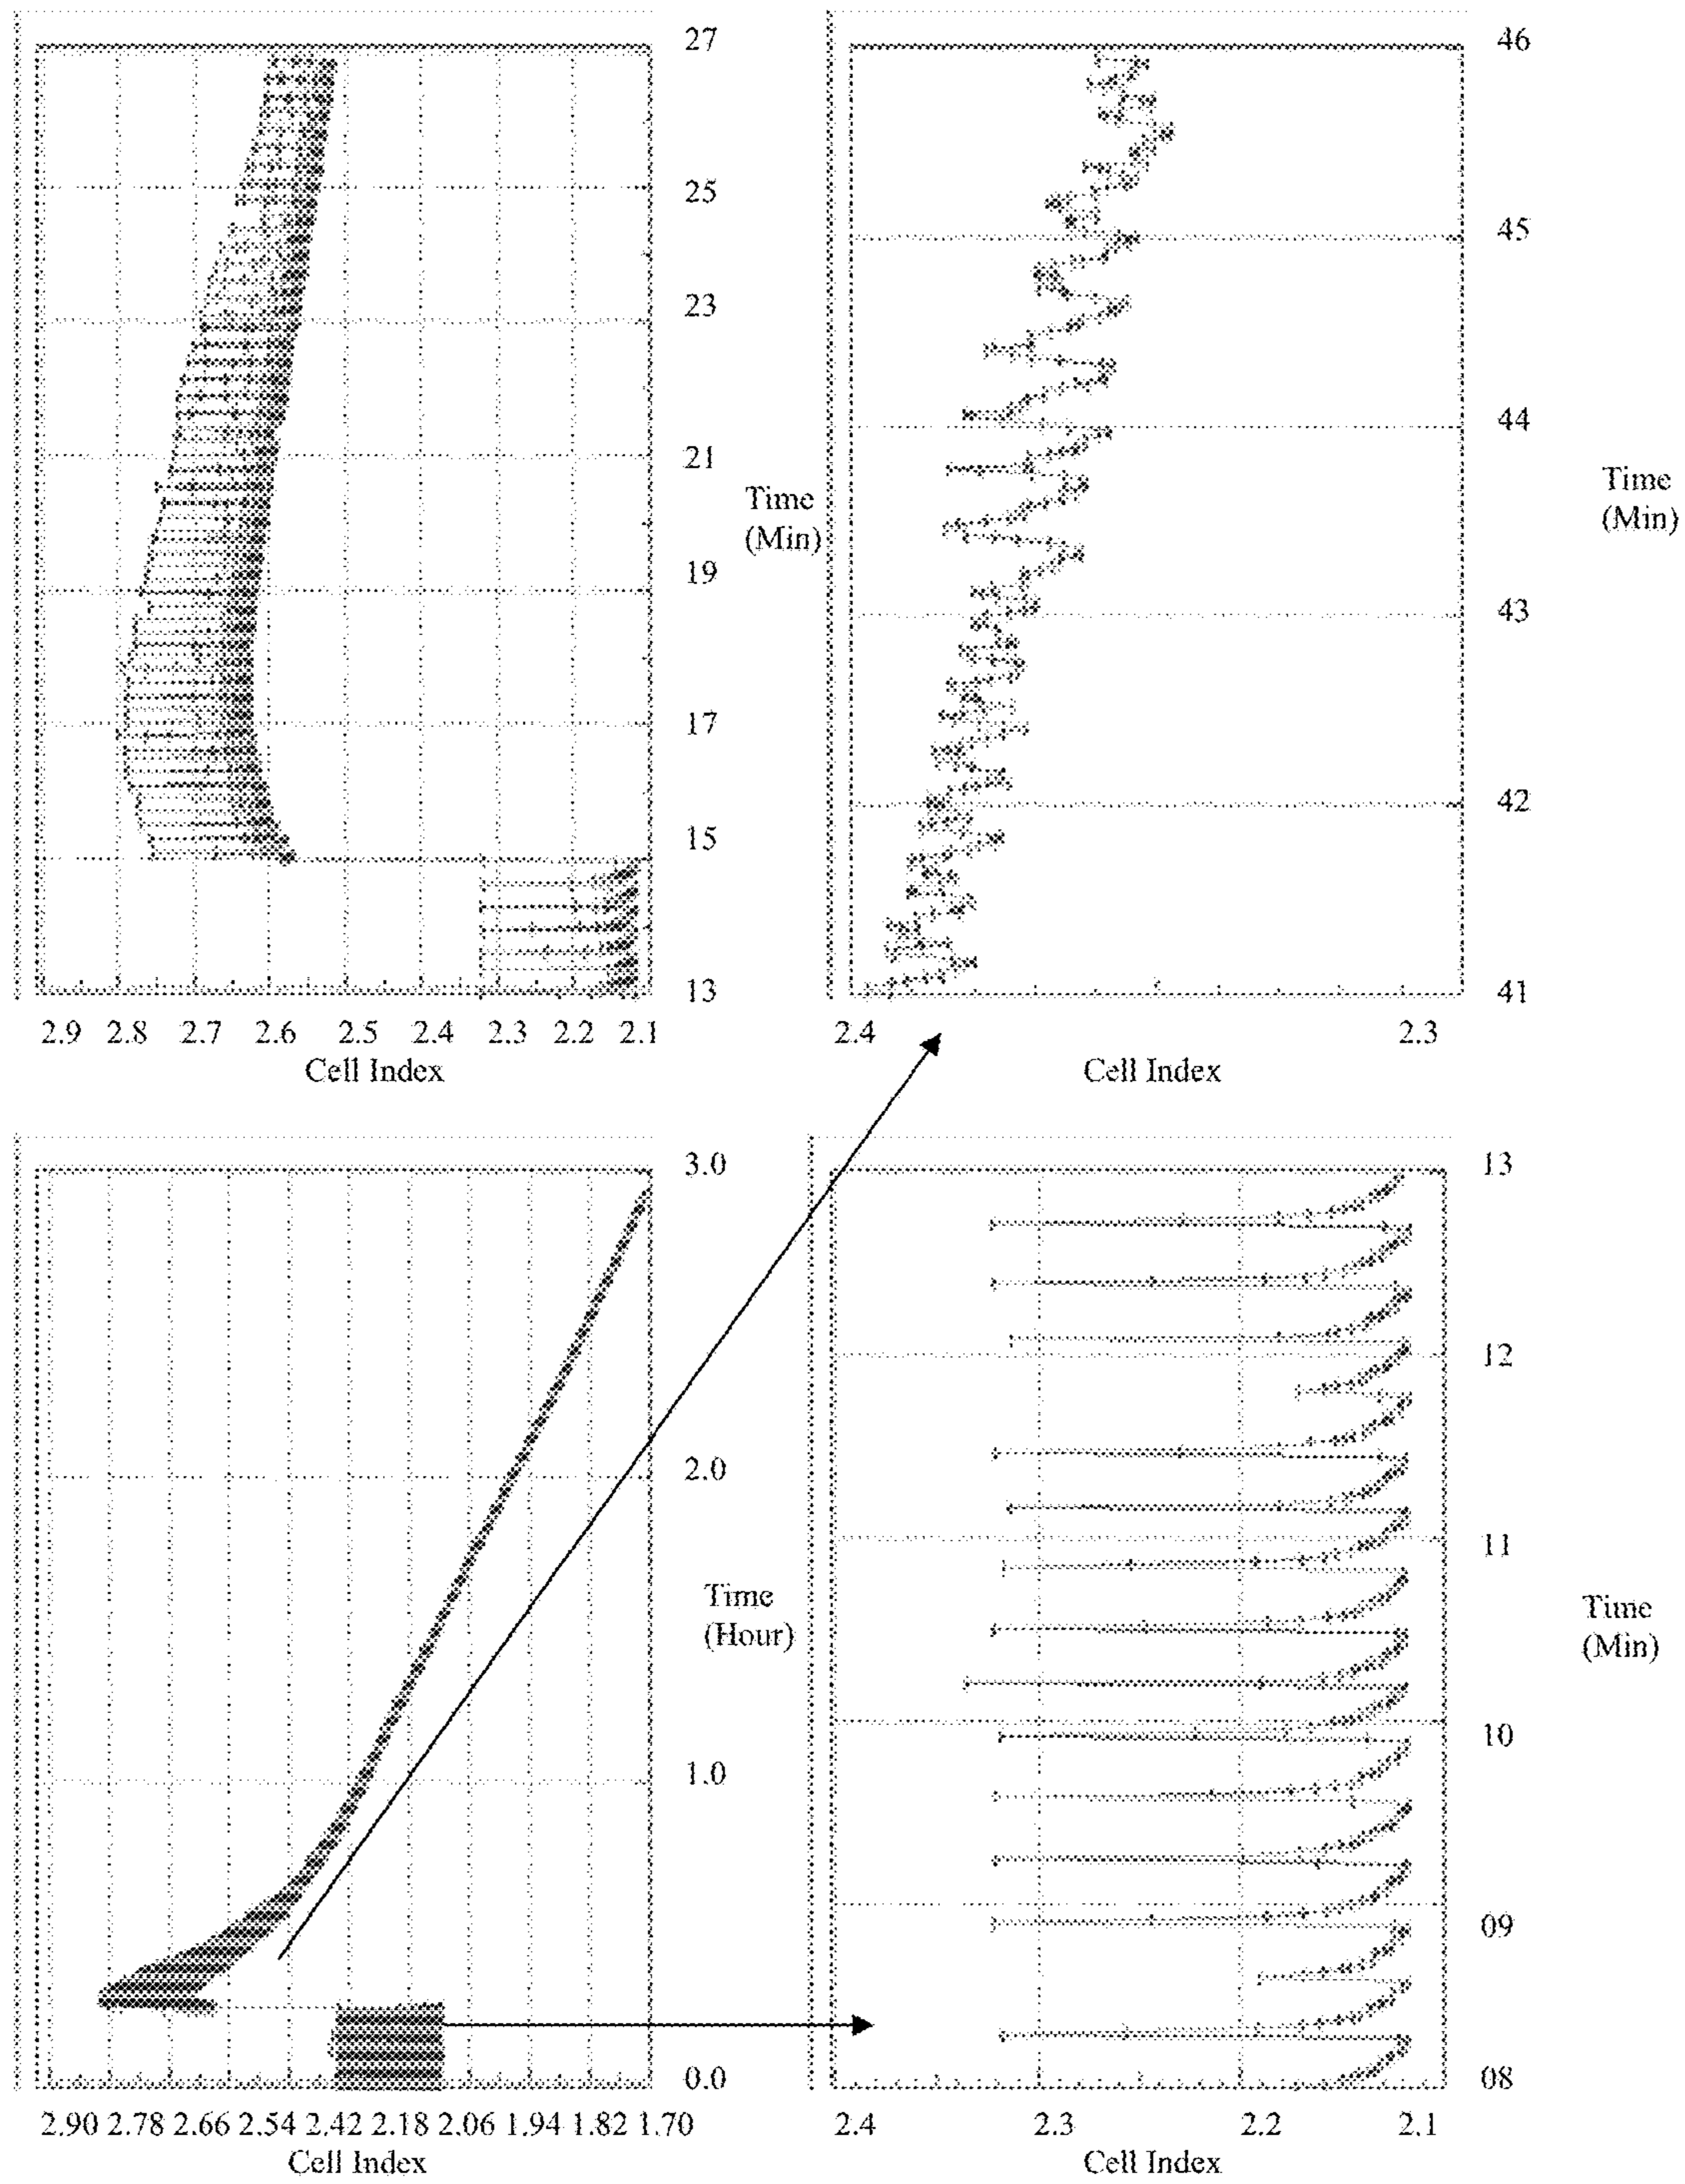 27
25
23
21
19
17
15
13
Time
(Min)
2.9 2.8 2.7 2.6 2.5 2.4 2.3 2.2 2.1
Cell Index
46
45
44
43
42
41
Time
(Min)
2.4 2.3
Cell Index
3.0
2.0
1.0
0.0
Time
(Hour)
2.90 2.78 2.66 2.54 2.42 2.18 2.06 1.94 1.82 1.70
Cell Index
13
12
11
10
09
08
Time
(Min)
2.4 2.3 2.2 2.1
Cell Index